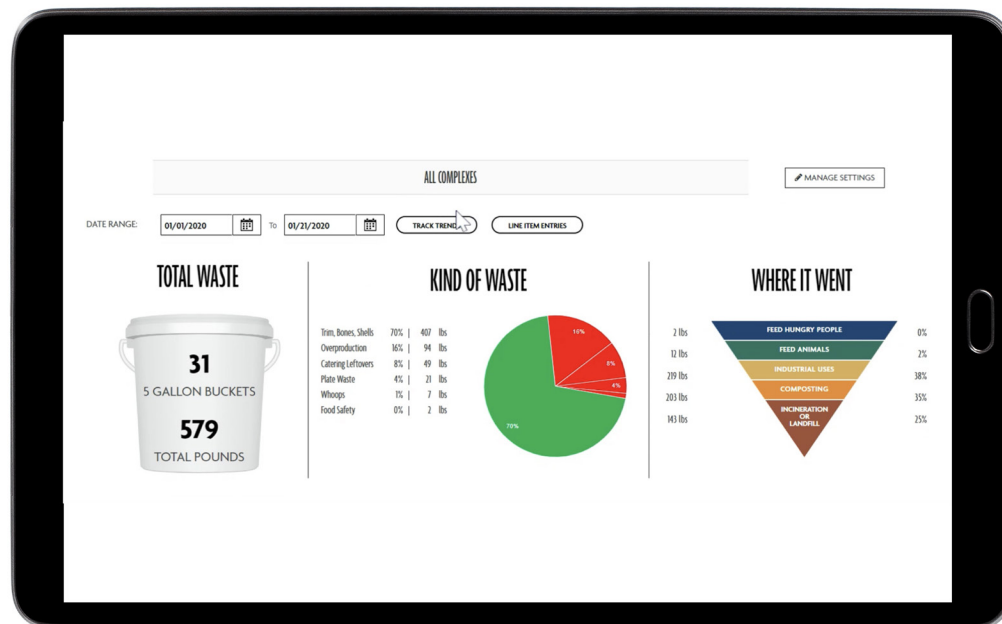 ALL COMPLEXES
MANAGE SETTINGS
DATE RANGE:
01/01/2020
To
01/21/2020
TRACK TREND
LINE ITEM ENTRIES
TOTAL WASTE
31
5 GALLON BUCKETS
579
TOTAL POUNDS
KIND OF WASTE
Trim, Bones, Shells 70% | 407 lbs
Overproduction 16% | 94 lbs
Catering Leftovers 8% | 49 lbs
Plate Waste 4% | 21 lbs
Whoops 1% | 7 lbs
Food Safety 0% | 2 lbs
16%
8%
4%
70%
WHERE IT WENT
2 lbs FEED HUNGRY PEOPLE 0%
12 lbs FEED ANIMALS 2%
219 lbs INDUSTRIAL USES 38%
203 lbs COMPOSTING 35%
143 lbs INCINERATION 25%
OR
LANDFILL